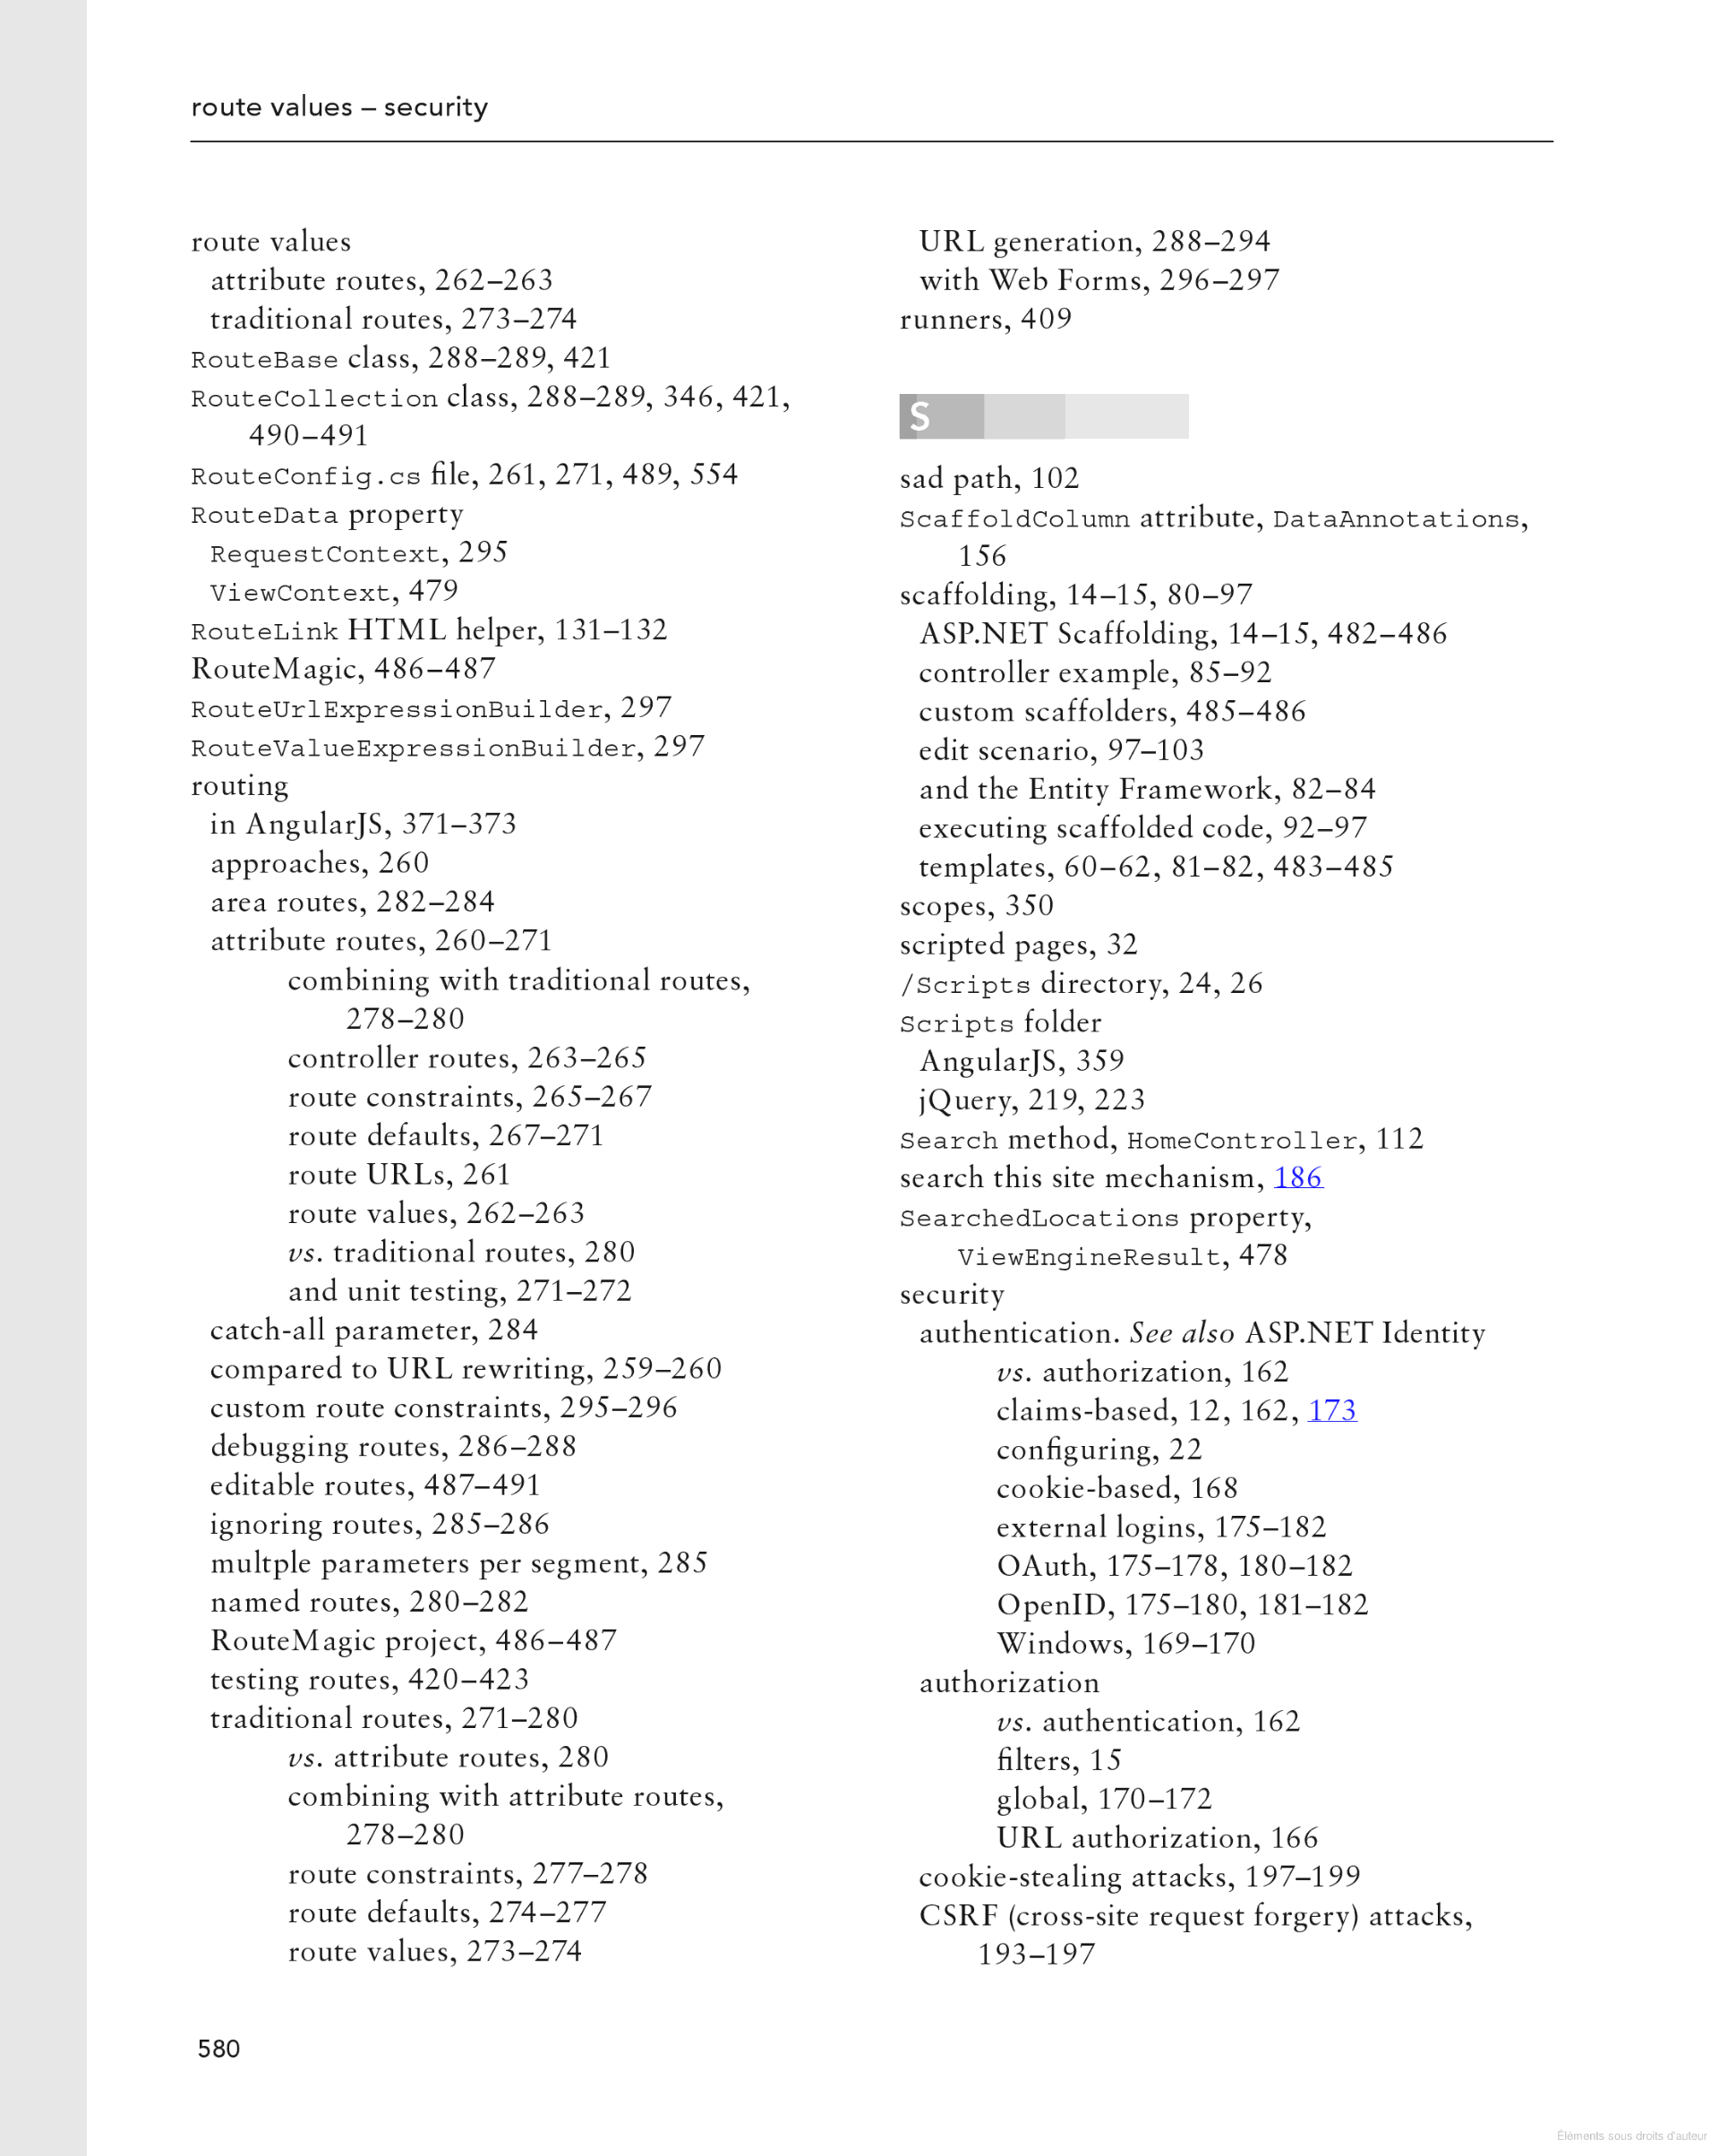 route values – security
route values
attribute routes, 262–263
traditional routes, 273–274
RouteBase class, 288–289, 421
RouteCollection class, 288–289, 346, 421,
490–491
RouteConfig.cs file, 261, 271, 489, 554
RouteData property
RequestContext, 295
ViewContext, 479
RouteLink HTML helper, 131–132
RouteMagic, 486–487
RouteUrlExpressionBuilder, 297
RouteValueExpressionBuilder, 297
routing
in AngularJS, 371–373
approaches, 260
area routes, 282–284
attribute routes, 260–271
combining with traditional routes,
278–280
controller routes, 263–265
route constraints, 265–267
route defaults, 267–271
route URLs, 261
route values, 262–263
vs. traditional routes, 280
and unit testing, 271–272
catch-all parameter, 284
compared to URL rewriting, 259–260
custom route constraints, 295–296
debugging routes, 286–288
editable routes, 487–491
ignoring routes, 285–286
multple parameters per segment, 285
named routes, 280–282
RouteMagic project, 486–487
testing routes, 420–423
traditional routes, 271–280
vs. attribute routes, 280
combining with attribute routes,
278–280
route constraints, 277–278
route defaults, 274–277
route values, 273–274
URL generation, 288–294
with Web Forms, 296–297
runners, 409
S
sad path, 102
ScaffoldColumn attribute, DataAnnotations,
156
scaffolding, 14–15, 80–97
ASP.NET Scaffolding, 14–15, 482–486
controller example, 85–92
custom scaffolders, 485–486
edit scenario, 97–103
and the Entity Framework, 82–84
executing scaffolded code, 92–97
templates, 60–62, 81–82, 483–485
scopes, 350
scripted pages, 32
/Scripts directory, 24, 26
Scripts folder
AngularJS, 359
jQuery, 219, 223
Search method, HomeController, 112
search this site mechanism, 186
SearchedLocations property,
ViewEngineResult, 478
security
authentication. See also ASP.NET Identity
vs. authorization, 162
claims-based, 12, 162, 173
configuring, 22
cookie-based, 168
external logins, 175–182
OAuth, 175–178, 180–182
OpenID, 175–180, 181–182
Windows, 169–170
authorization
vs. authentication, 162
filters, 15
global, 170–172
URL authorization, 166
cookie-stealing attacks, 197–199
CSRF (cross-site request forgery) attacks,
193–197
580
Éléments sous droits d'auteur